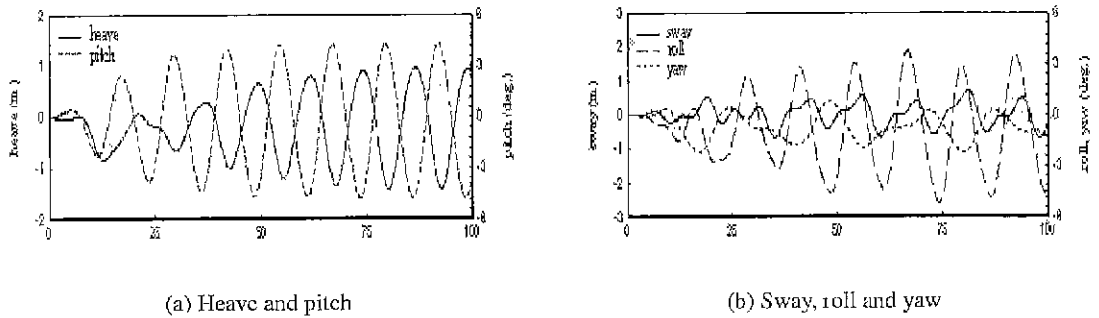 2
1
0
-1
-2
heave (m.)
heave
pitch
6
3
0
-3
-6
pitch (deg.)
0
25
50
75
100
(a) Heave and pitch
3
2
1
0
-1
-2
-3
sway (m.)
sway
roll
yaw
6
3
0
-3
-6
roll, yaw (deg.)
0
25
50
75
100
(b) Sway, roll and yaw